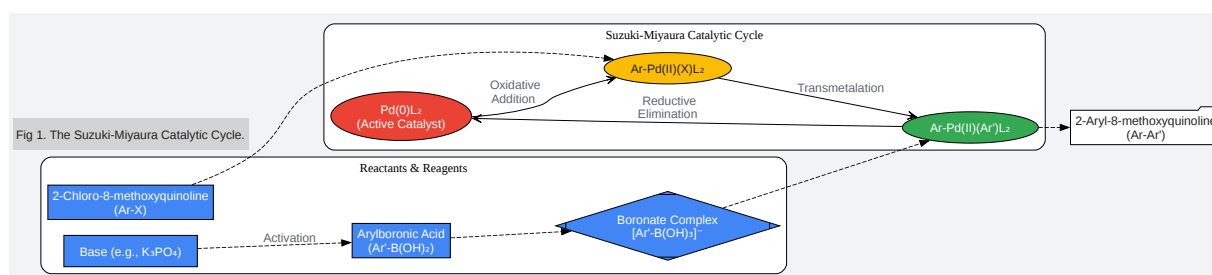 Suzuki-Miyaura Catalytic Cycle
Ar-Pd(II)(X)L₂
Oxidative
Addition
Transmetalation
Pd(0)L₂
(Active Catalyst)
Reductive
Elimination
Ar-Pd(II)(Ar')L₂
2-Aryl-8-methoxyquinoline
(Ar-Ar')
Fig 1. The Suzuki-Miyaura Catalytic Cycle.
Reactants & Reagents
2-Chloro-8-methoxyquinoline
(Ar-X)
Base (e.g., K₃PO₄)
Activation
Arylboronic Acid
(Ar'-B(OH)₂)
Boronate Complex
[Ar'-B(OH)₃]⁻